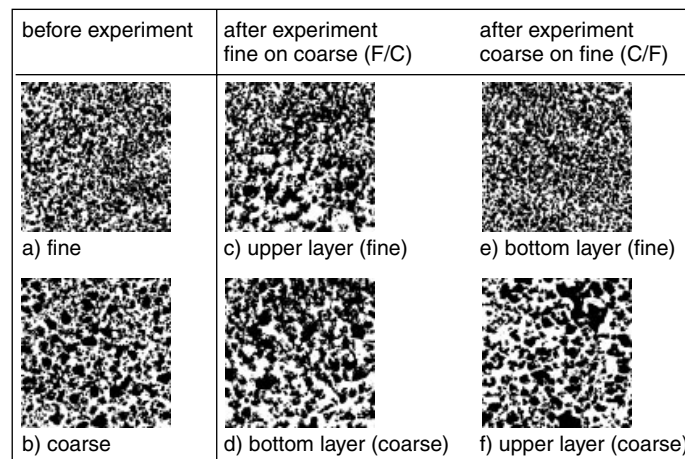 before experiment
after experiment
fine on coarse (F/C)
after experiment
coarse on fine (C/F)
a) fine
c) upper layer (fine)
e) bottom layer (fine)
b) coarse
d) bottom layer (coarse)
f) upper layer (coarse)